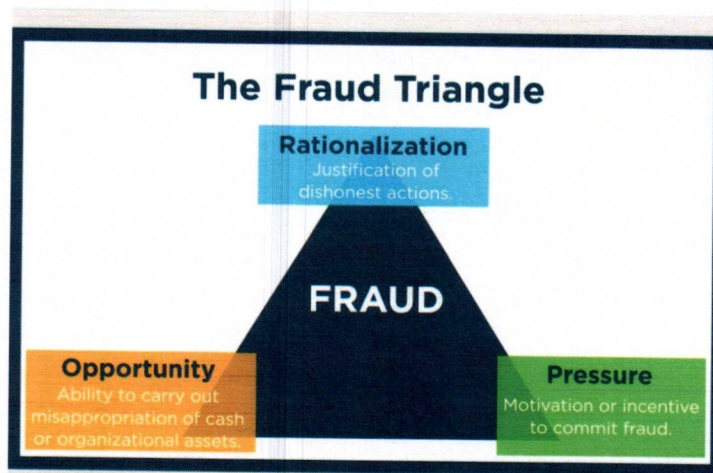 The Fraud Triangle
Rationalization
Justification of
dishonest actions.
FRAUD
Opportunity
Ability to carry out
misappropriation of cash
or organizational assets.
Pressure
Motivation or incentive
to commit fraud.